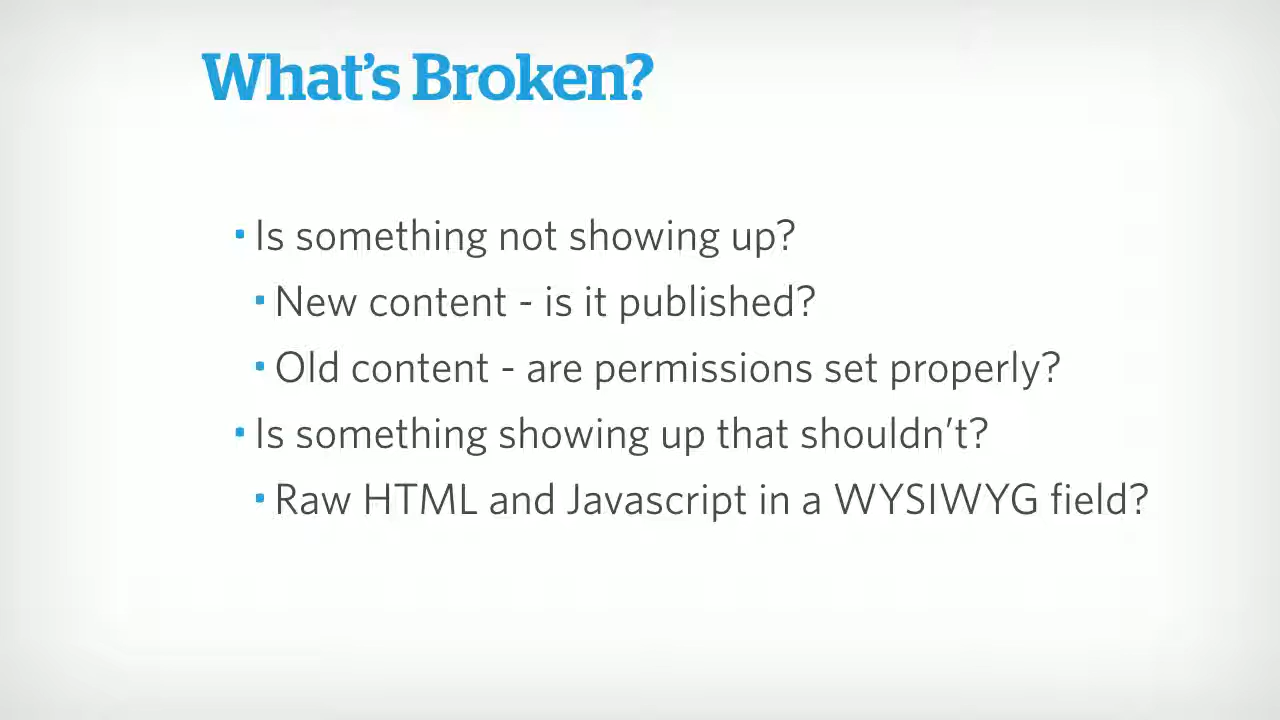 What’s Broken?
▪ Is something not showing up?
▪ New content - is it published?
▪ Old content - are permissions set properly?
▪ Is something showing up that shouldn’t?
▪ Raw HTML and Javascript in a WYSIWYG field?